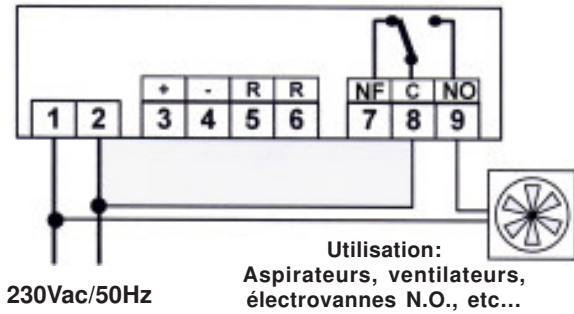 + - R R NF C NO
1 2 3 4 5 6 7 8 9
Utilisation:
Aspirateurs, ventilateurs,
230Vac/50Hz électrovannes N.O., etc...